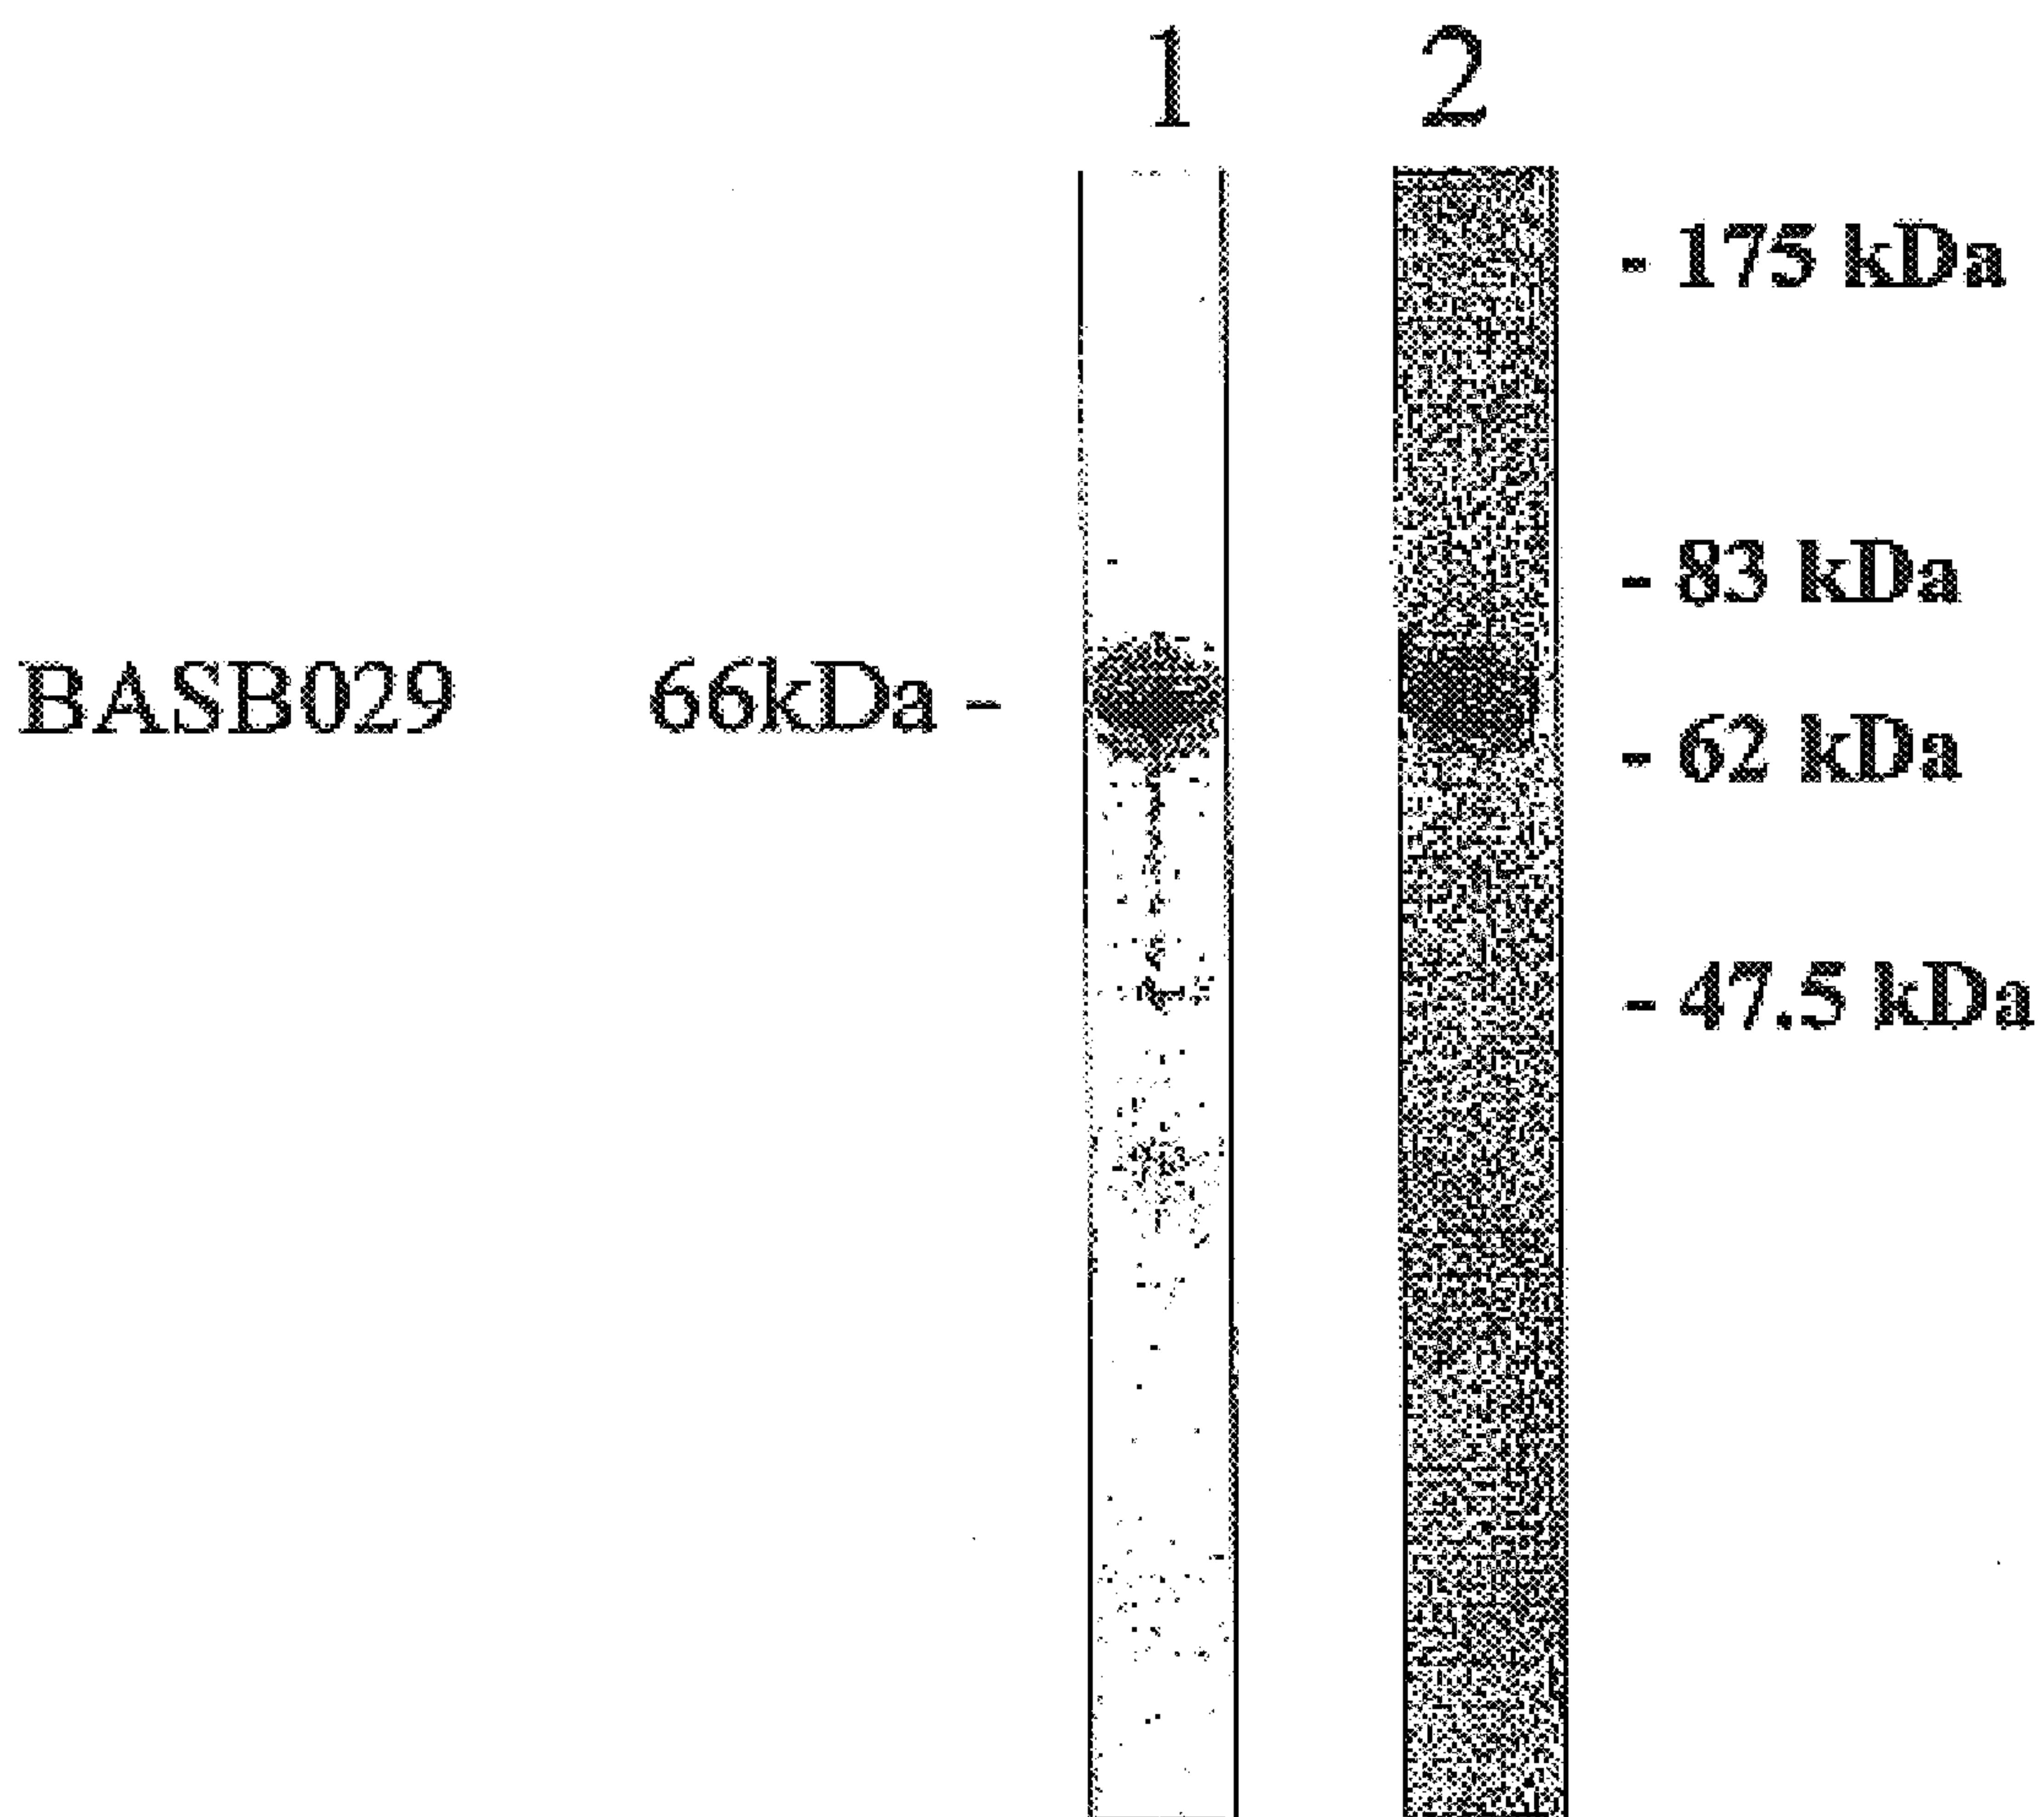 1 2
- 175 kDa
- 83 kDa
BASB029 66kDa -
- 62 kDa
- 47.5 kDa